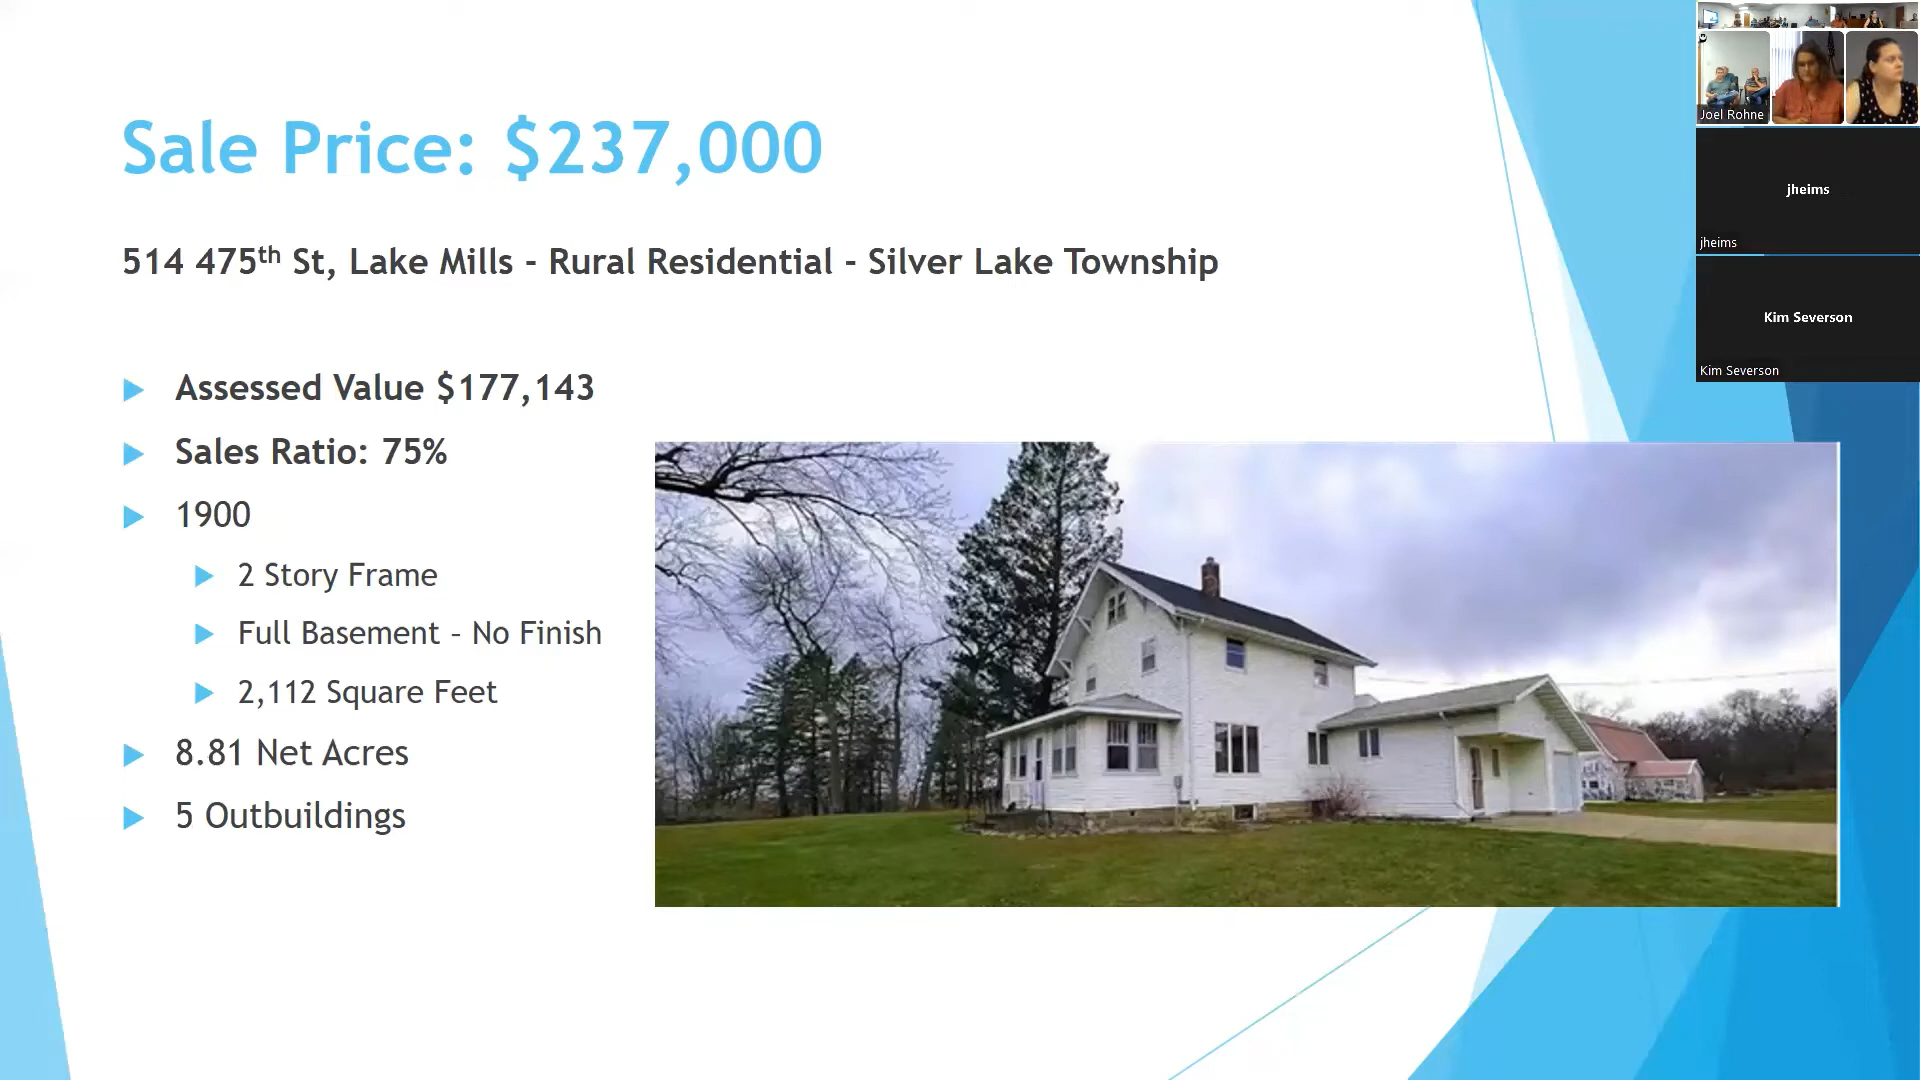 Sale Price: $237,000
514 475th St, Lake Mills - Rural Residential - Silver Lake Township
Assessed Value $177,143
Sales Ratio: 75%
1900
2 Story Frame
Full Basement – No Finish
2,112 Square Feet
8.81 Net Acres
5 Outbuildings
Joel Rohne
jheims
jheims
Kim Severson
Kim Severson